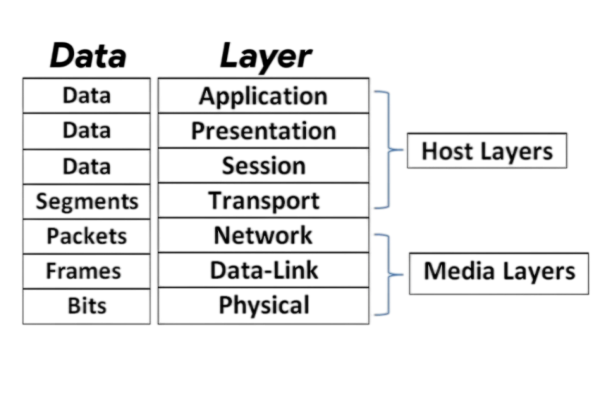 Data Layer
Data Application
Data Presentation
Data Session
Segments Transport
Packets Network
Frames Data-Link
Bits Physical
Host Layers
Media Layers